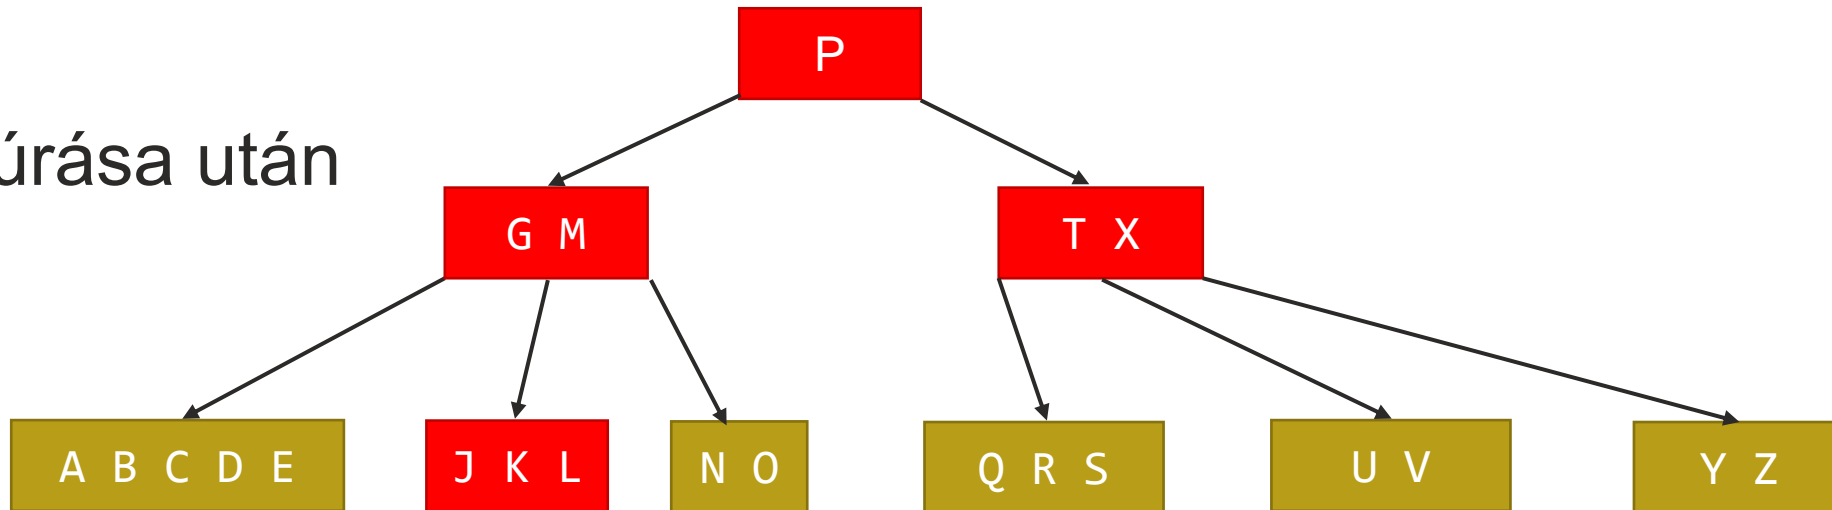 P
úrása után
G M
T X
A B C D E
J K L
N O
Q R S
U V
Y Z